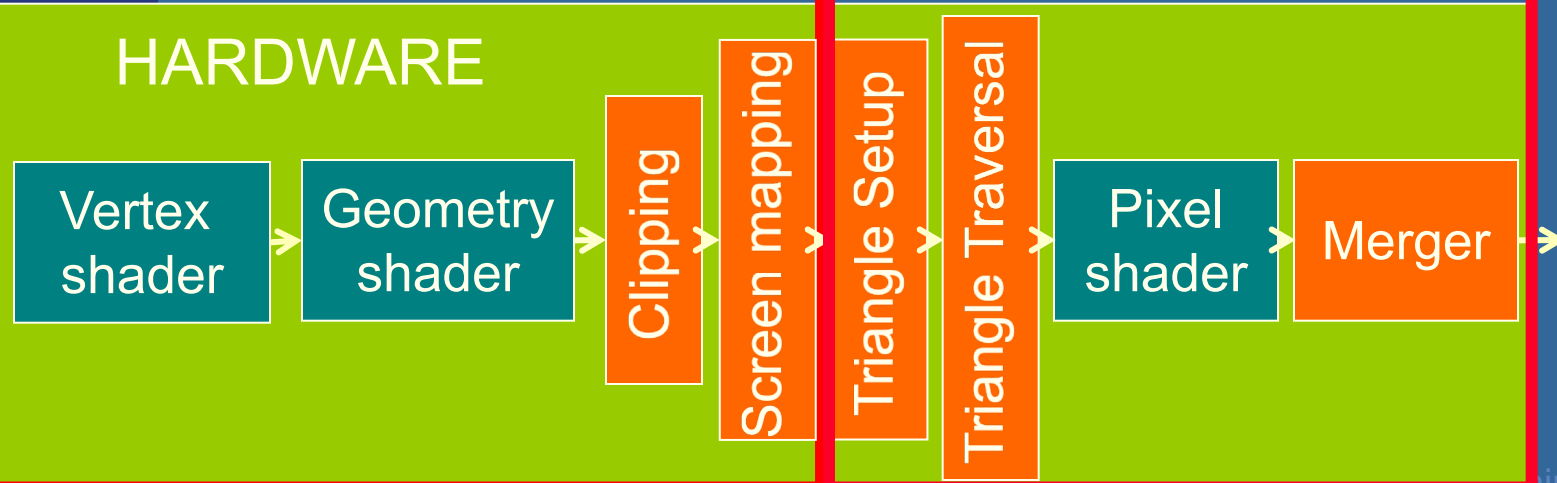 HARDWARE
Vertex
shader
Geometry
shader
Clipping
Screen mapping
Triangle Setup
Triangle Traversal
Pixel
shader
Merger